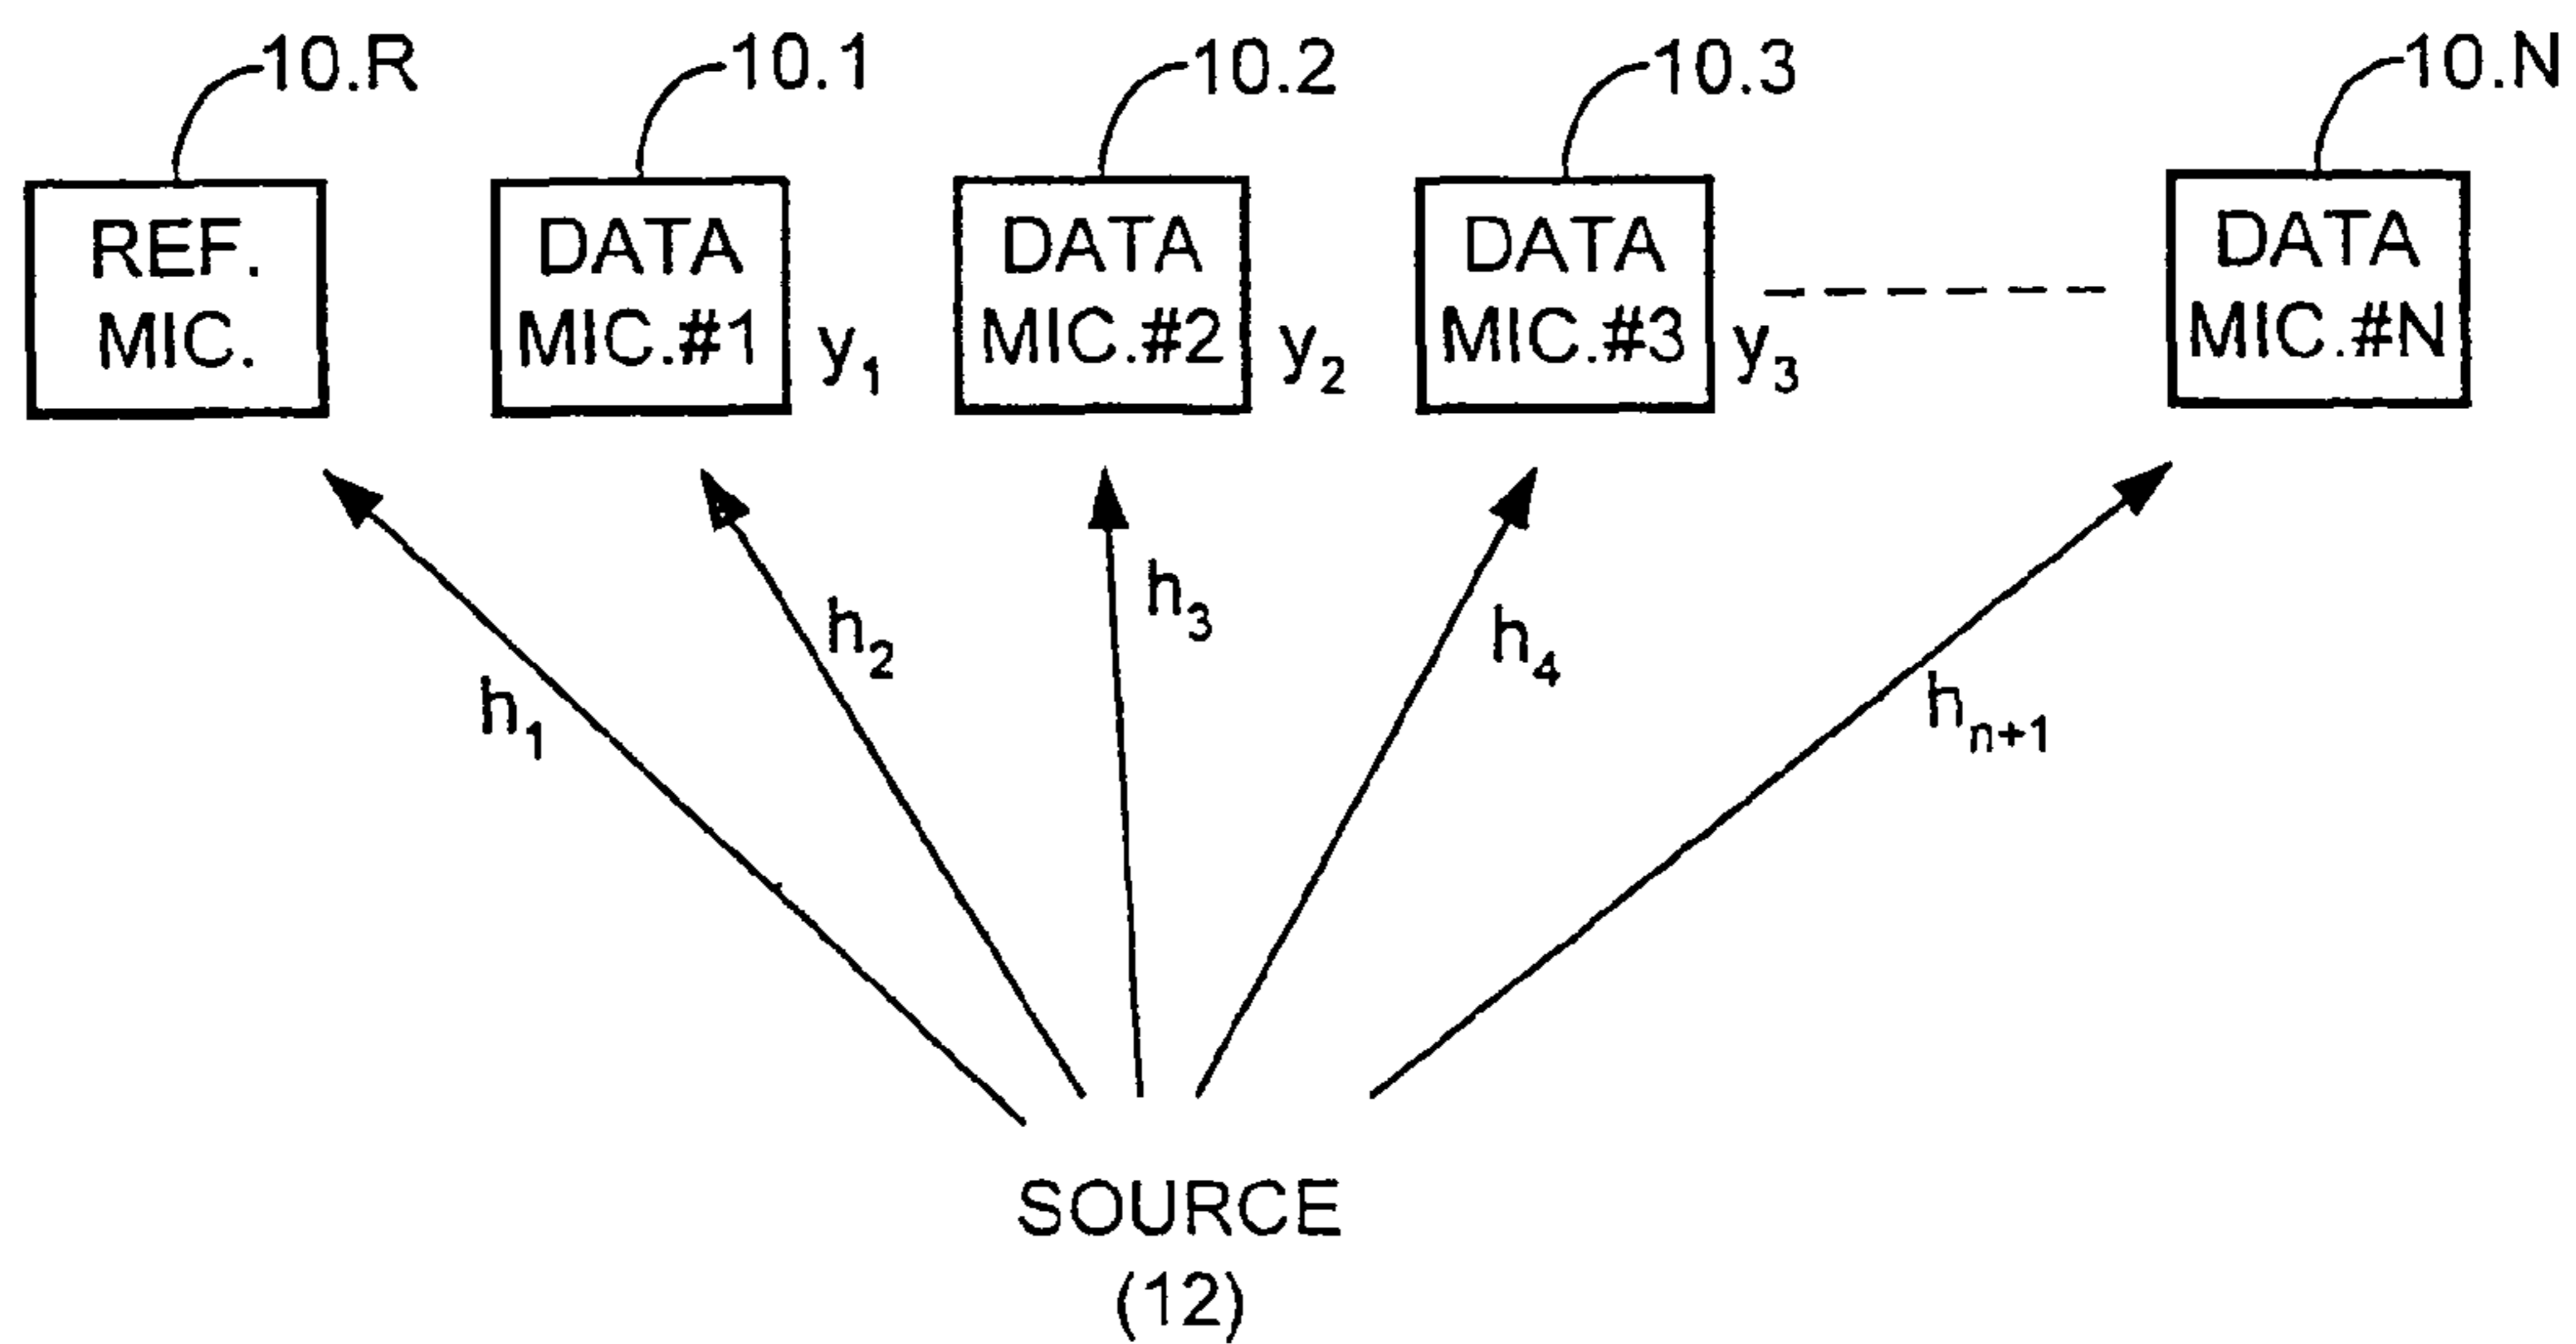 10.R 10.1 10.2 10.3 10.N
REF. MIC.
DATA MIC.#1
y1
DATA MIC.#2
y2
DATA MIC.#3
y3
DATA MIC.#N
h1
h2
h3
h4
hn+1
SOURCE
(12)